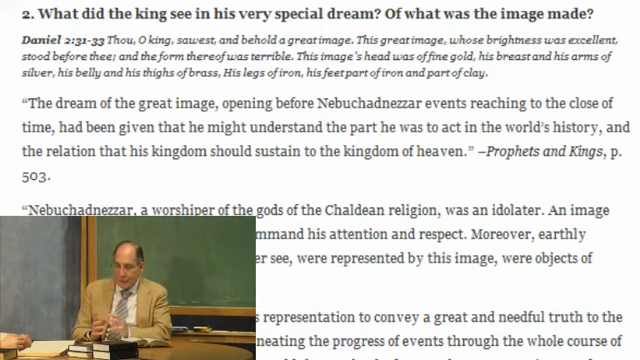 2. What did the king see in his very special dream? Of what was the image made?
Daniel 2:31-33 Thou, O king, sawest, and behold a great image. This great image, whose brightness was excellent,
stood before thee; and the form thereof was terrible. This image's head was of fine gold, his breast and his arms of
silver, his belly and his thighs of brass, His legs of iron, his feet part of iron and part of clay.
“The dream of the great image, opening before Nebuchadnezzar events reaching to the close of
time, had been given that he might understand the part he was to act in the world's history, and
the relation that his kingdom should sustain to the kingdom of heaven.” –Prophets and Kings, p.
503.
“Nebuchadnezzar, a worshiper of the gods of the Chaldean religion, was an idolater. An image
mmand his attention and respect. Moreover, earthly
er see, were represented by this image, were objects of
s representation to convey a great and needful truth to the
neating the progress of events through the whole course of